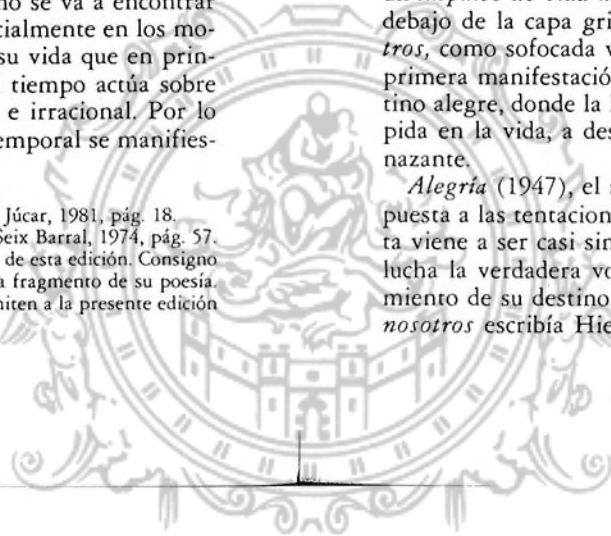 no se va a encontrar
cialmente en los mo-
su vida que en prin-
tiempo actúa sobre
e irracional. Por lo
emporal se manifies-
Júcar, 1981, pág. 18.
Seix Barral, 1974, pág. 57.
de esta edición. Consigno
a fragmento de su poesía.
miten a la presente edición
debajo de la capa gri
tros, como sofocada v
primera manifestació
tino alegre, donde la
pida en la vida, a des
nazante.
Alegría (1947), el s
puesta a las tentacion
ta viene a ser casi sin
lucha la verdadera vo
miento de su destino
nosotros escribía Hie